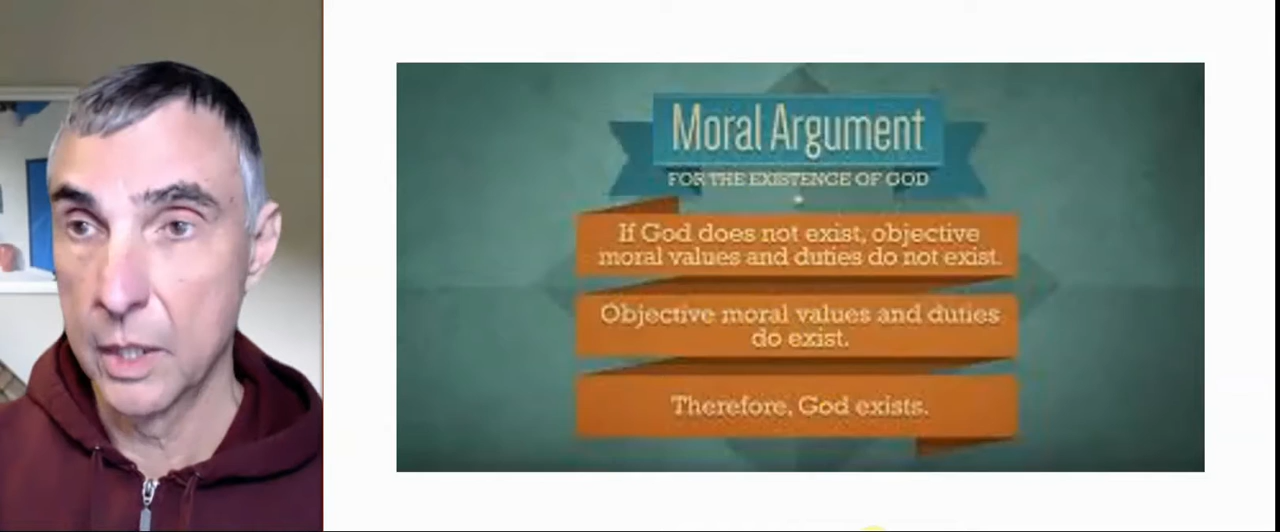 Moral Argument
FOR THE EXISTENCE OF GOD
If God does not exist, objective
moral values and duties do not exist.
Objective moral values and duties
do exist.
Therefore, God exists.